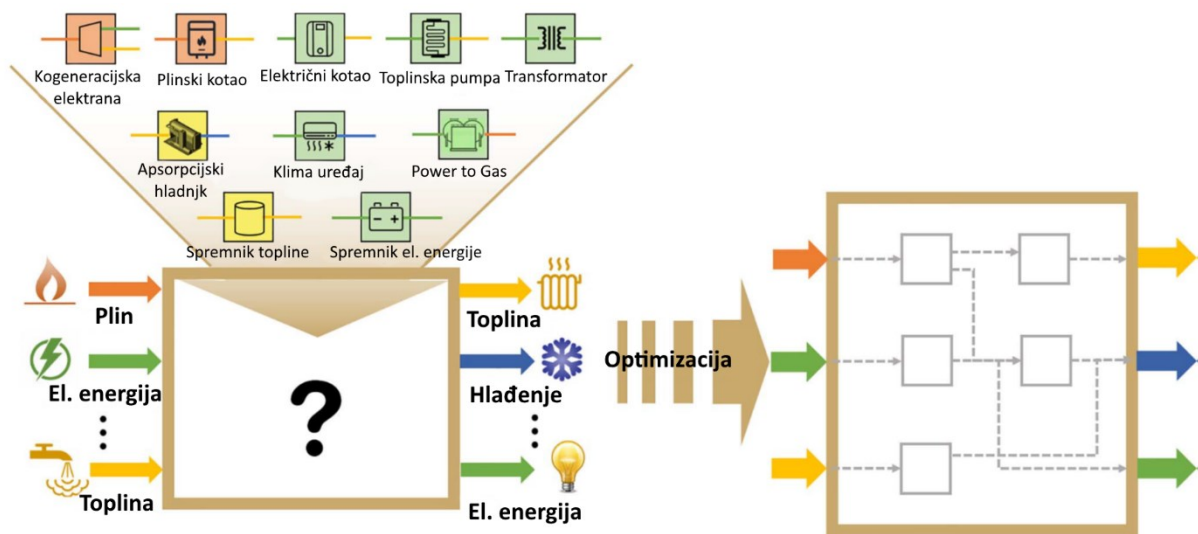 Kogeneracijska
elektrana
Plinski kotao
Električni kotao
Toplinska pumpa
Transformator
Apsorpcijski
hladnjk
Klima uređaj
Power to Gas
Spremnik topline
Spremnik el. energije
Plin
El. energija
Toplina
?
Toplina
Hlađenje
El. energija
Optimizacija